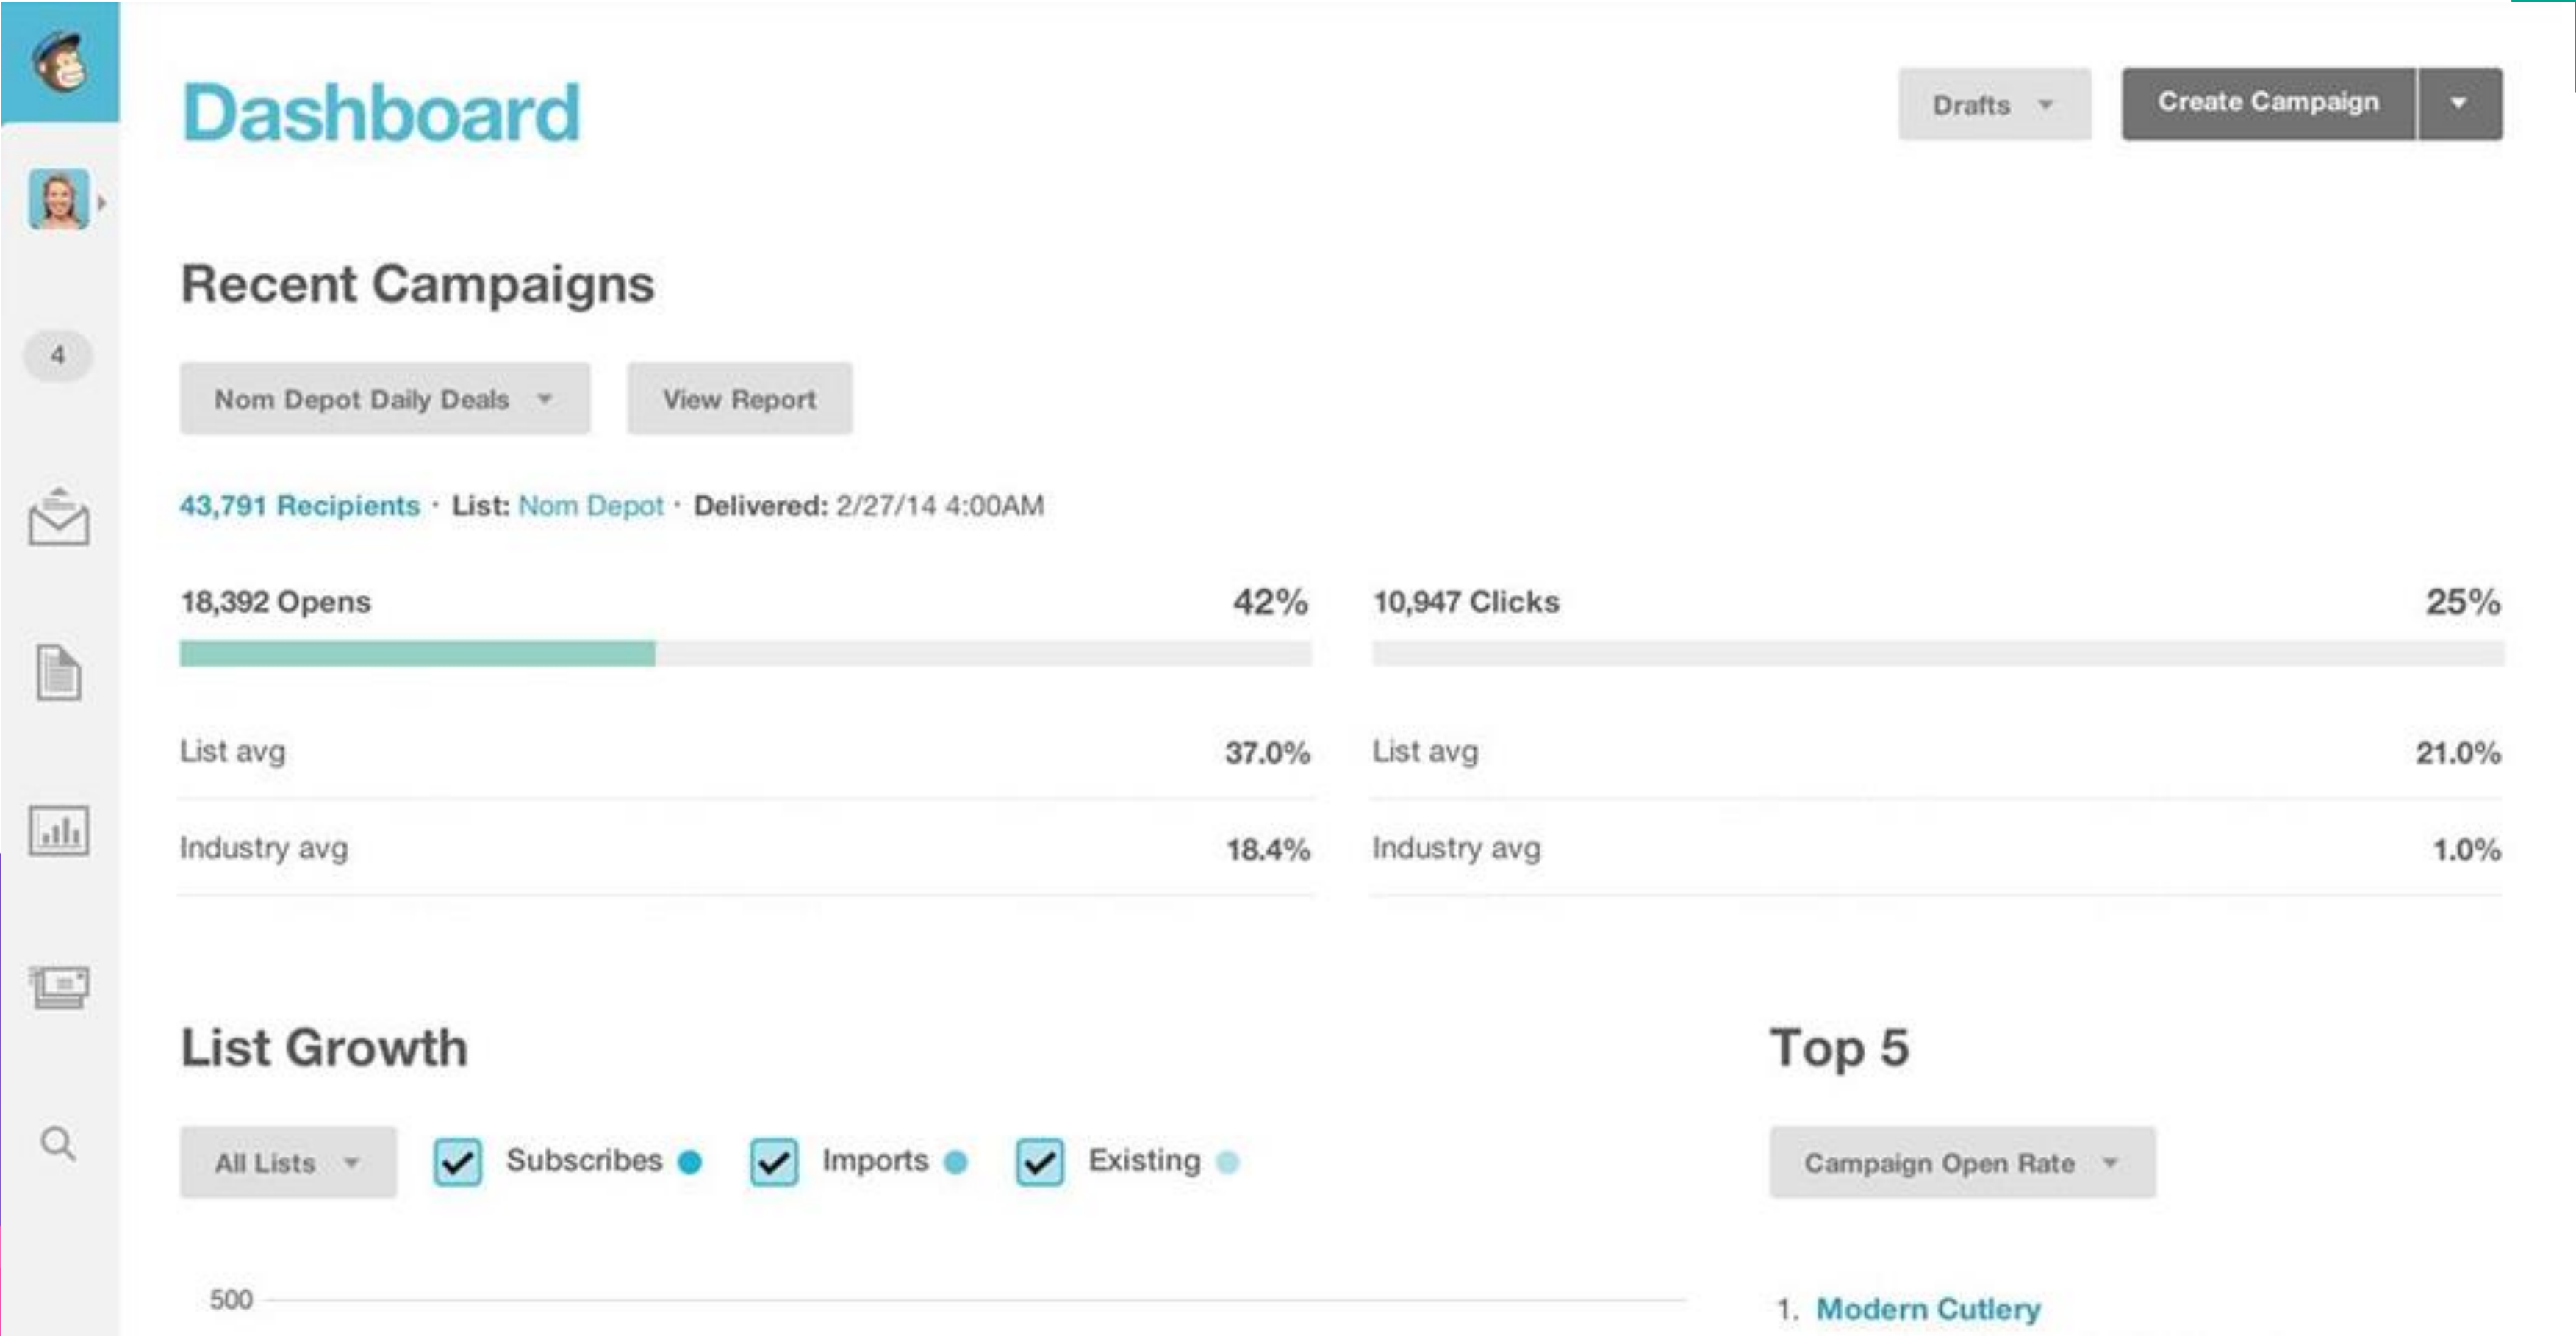 Dashboard
Drafts
Create Campaign
4
Recent Campaigns
Nom Depot Daily Deals
View Report
43,791 Recipients · List: Nom Depot · Delivered: 2/27/14 4:00AM
18,392 Opens 42%
10,947 Clicks 25%
List avg 37.0%
List avg 21.0%
Industry avg 18.4%
Industry avg 1.0%
List Growth
Top 5
All Lists
Subscribes
Imports
Existing
Campaign Open Rate
500
1. Modern Cutlery